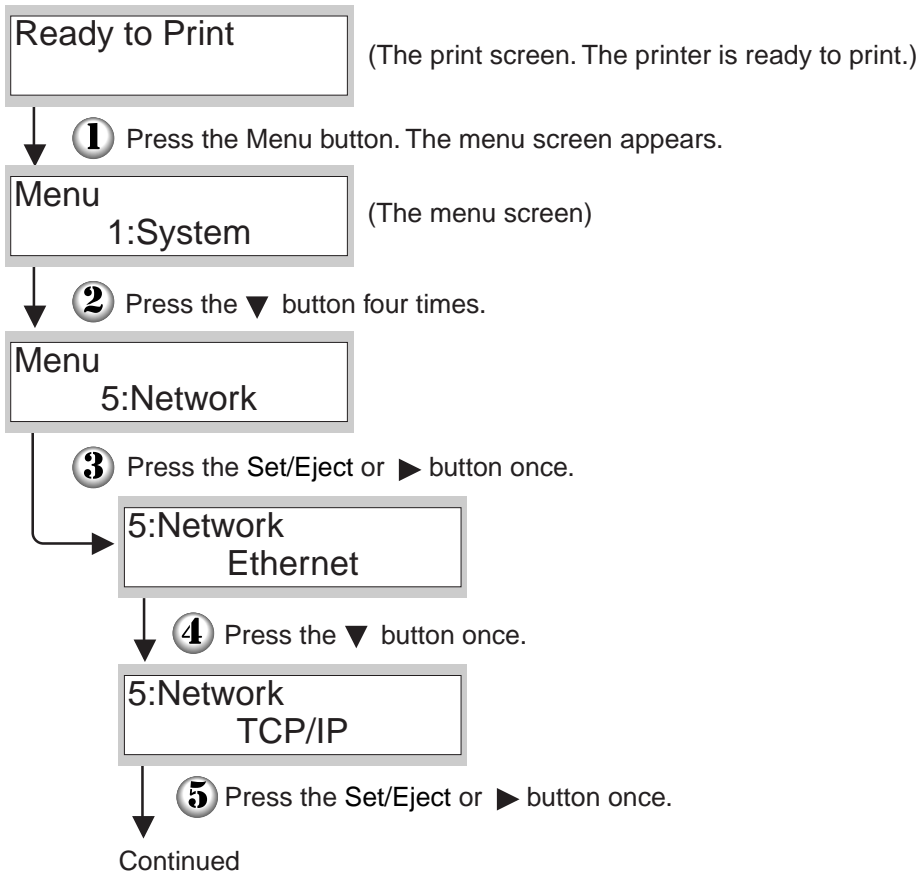 Ready to Print
(The print screen. The printer is ready to print.)
1 Press the Menu button. The menu screen appears.
Menu
1:System
(The menu screen)
2 Press the ▼ button four times.
Menu
5:Network
3 Press the Set/Eject or ▶ button once.
5:Network
Ethernet
4 Press the ▼ button once.
5:Network
TCP/IP
5 Press the Set/Eject or ▶ button once.
Continued